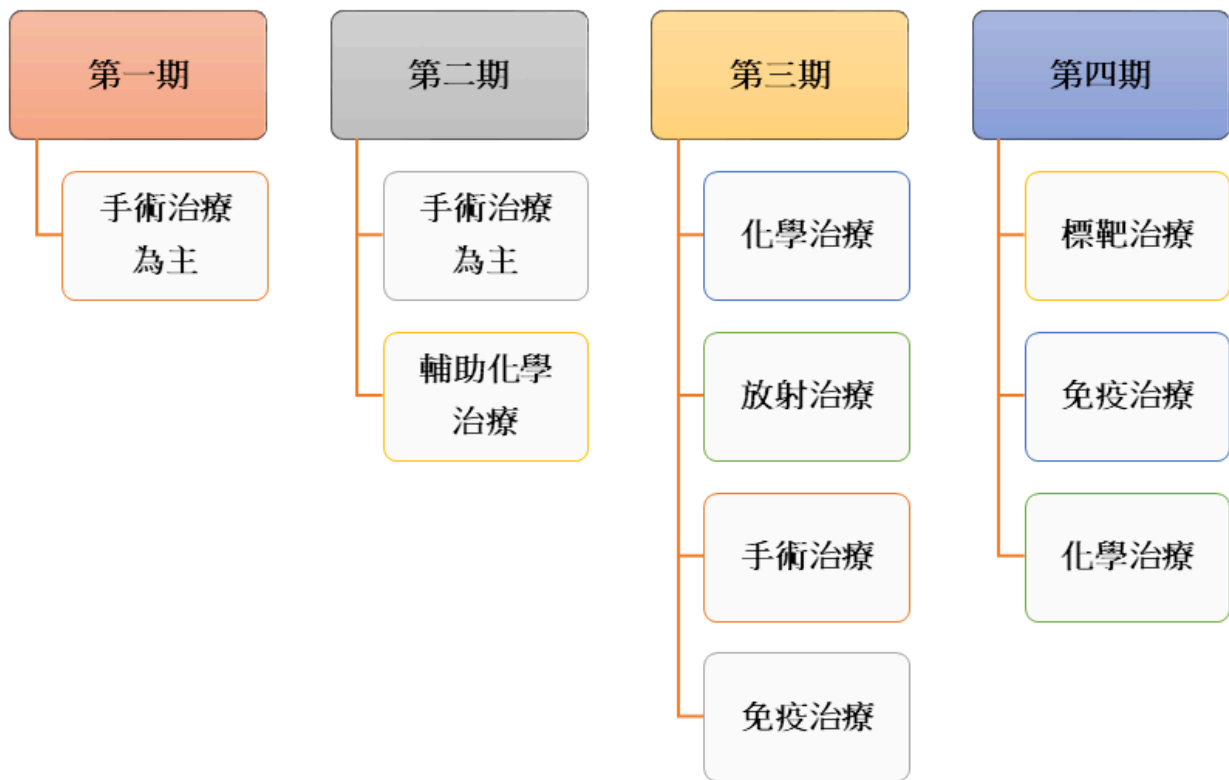 第一期
手術治療
為主
第二期
手術治療
為主
輔助化學
治療
第三期
化學治療
放射治療
手術治療
免疫治療
第四期
標靶治療
免疫治療
化學治療